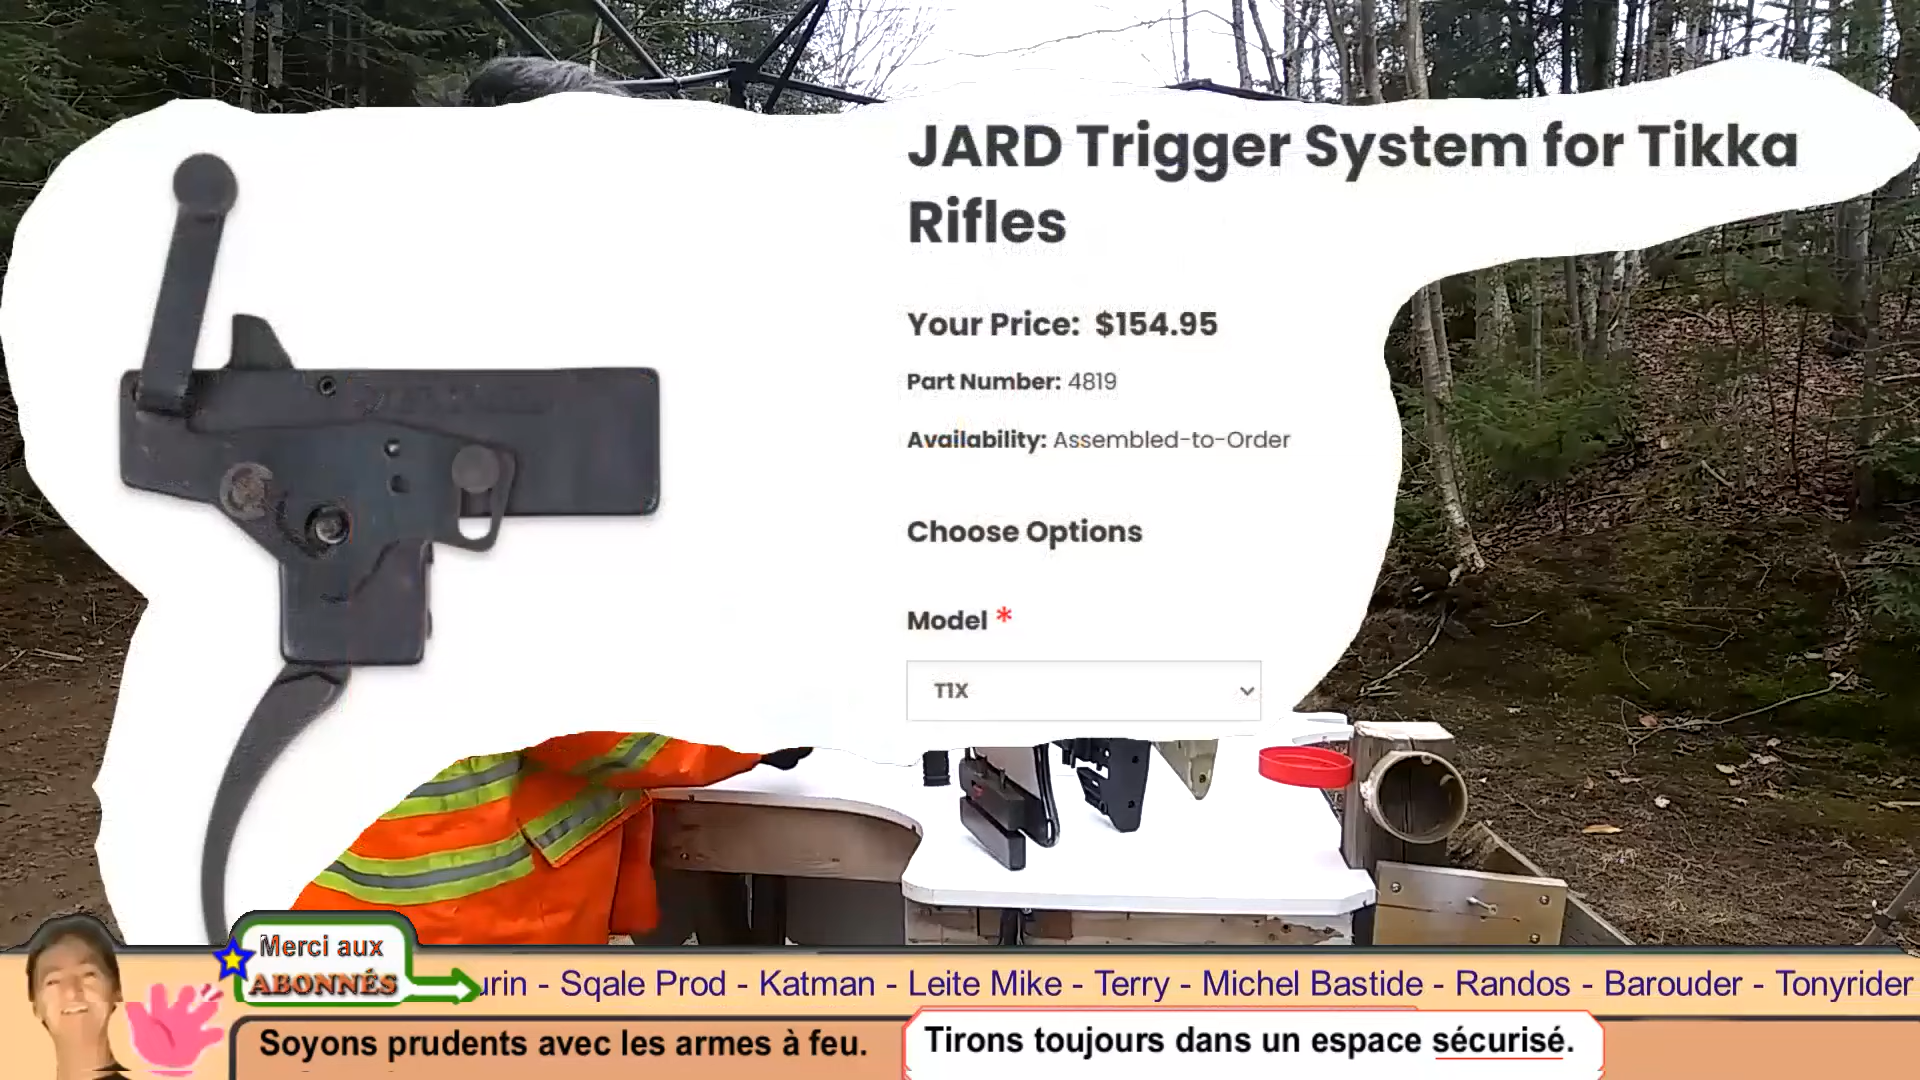 JARD Trigger System for Tikka
Rifles
Your Price: $154.95
Part Number: 4819
Availability: Assembled-to-Order
Choose Options
Model *
T1X
Merci aux
ABONNÉS
urin - Sqale Prod - Katman - Leite Mike - Terry - Michel Bastide - Randos - Barouder - Tonyrider
Soyons prudents avec les armes à feu.
Tirons toujours dans un espace sécurisé.